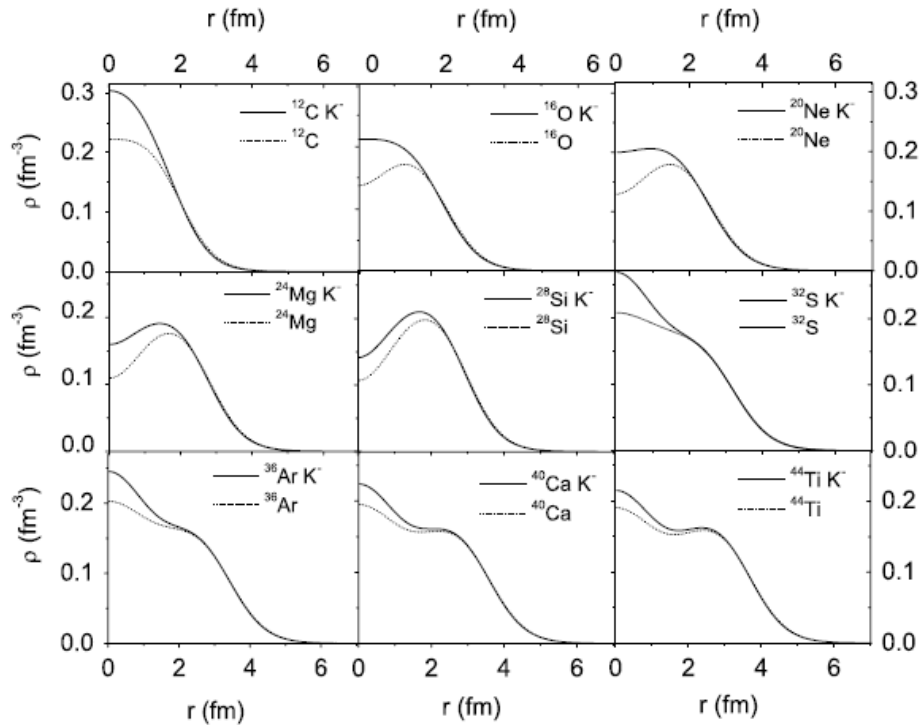 r (fm) r (fm) r (fm)
0 2 4 6 0 2 4 6 0 2 4 6
0.3 0.3
¹²C K⁻ ¹⁶O K⁻ ²⁰Ne K⁻
¹²C ¹⁶O ²⁰Ne
ρ (fm⁻³)
0.2 0.2
0.1 0.1
0.0 0.0
²⁴Mg K⁻ ²⁸Si K⁻ ³²S K⁻
²⁴Mg ²⁸Si ³²S
ρ (fm⁻³)
0.2 0.2
0.1 0.1
0.0 0.0
³⁶Ar K⁻ ⁴⁰Ca K⁻ ⁴⁴Ti K⁻
³⁶Ar ⁴⁰Ca ⁴⁴Ti
ρ (fm⁻³)
0.2 0.2
0.1 0.1
0.0 0.0
0 2 4 6 0 2 4 6 0 2 4 6
r (fm) r (fm) r (fm)